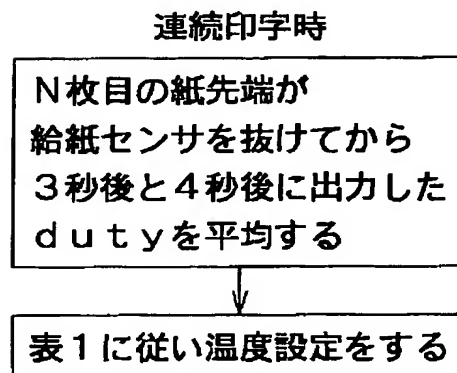 連続印字時
N枚目の紙先端が
給紙センサを抜けてから
3秒後と4秒後に出力した
dutyを平均する
表1に従い温度設定をする